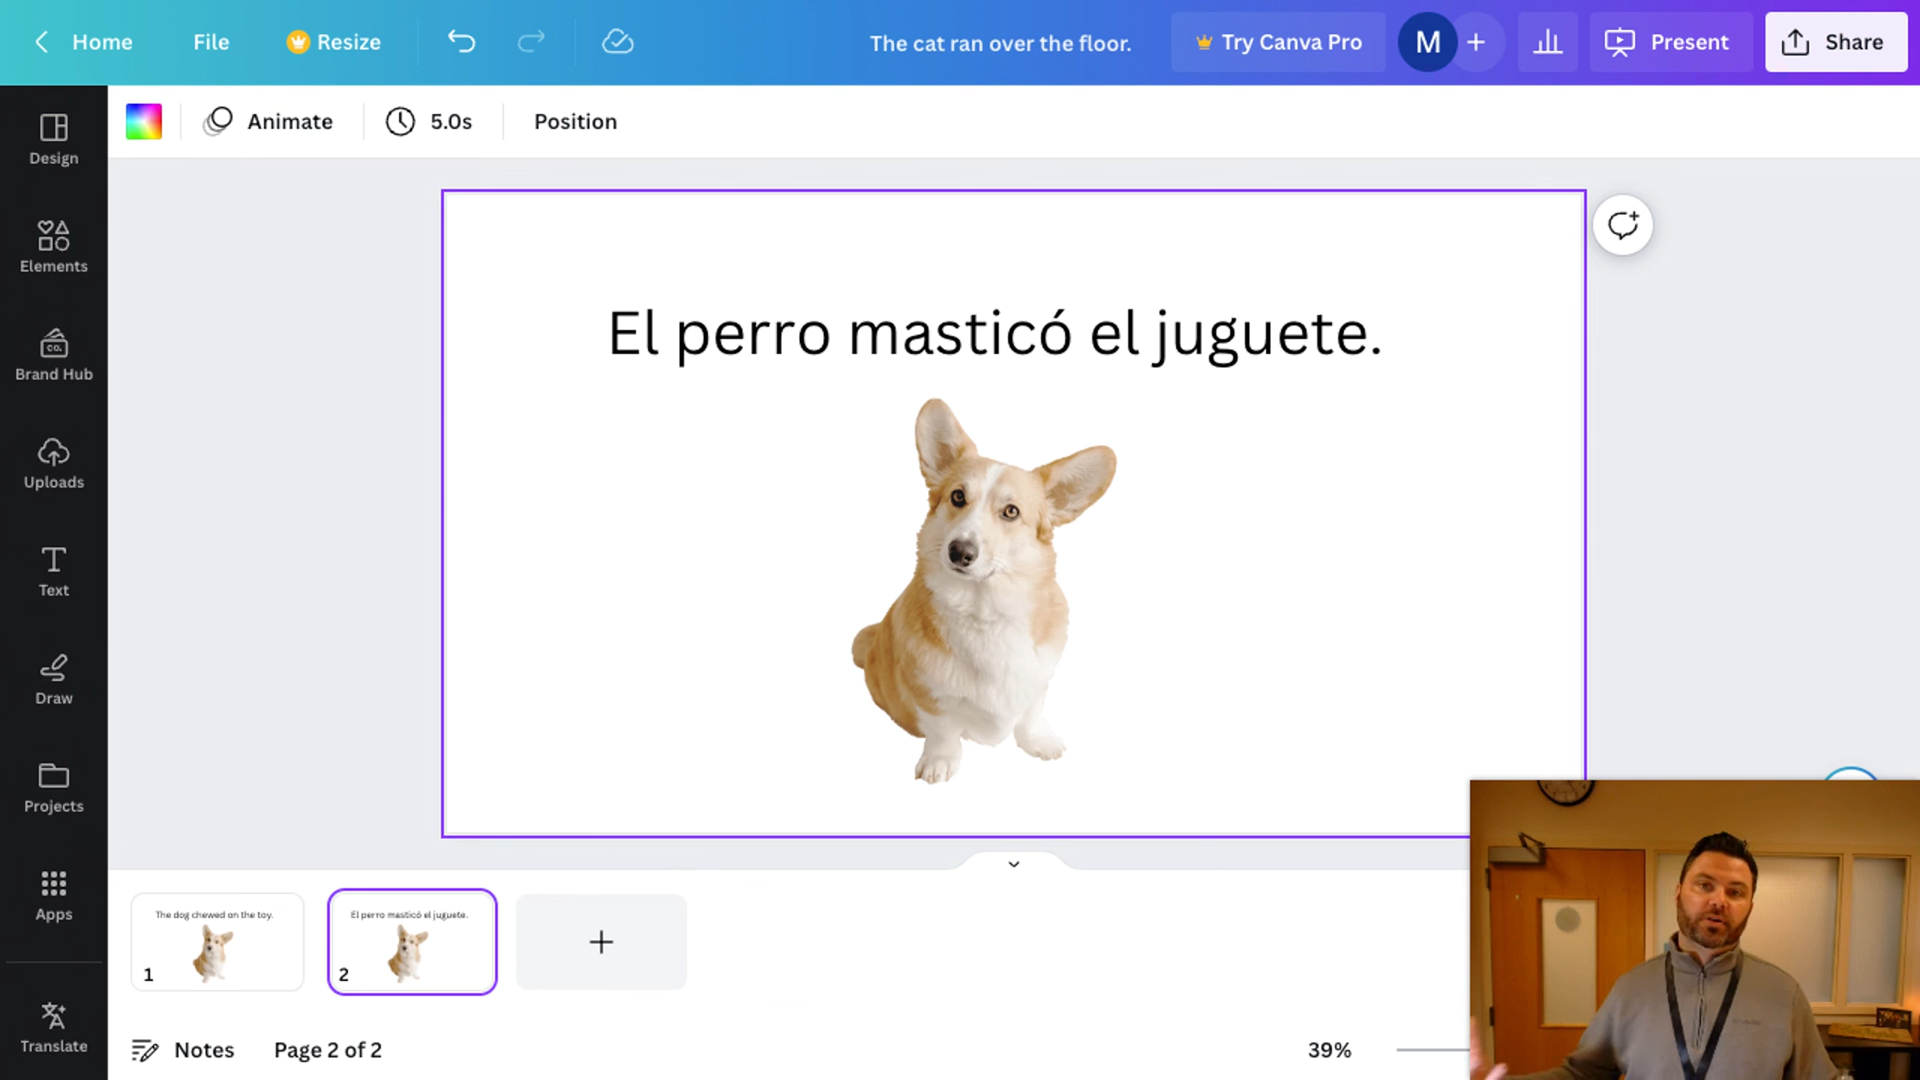 Home
File
Resize
The cat ran over the floor.
Try Canva Pro
M
+
Present
Share
Animate
5.0s
Position
Design
Elements
CO.
Brand Hub
Uploads
Text
Draw
Projects
Apps
Translate
El perro masticó el juguete.
The dog chewed on the toy.
1
El perro masticó el juguete.
2
+
Notes
Page 2 of 2
39%